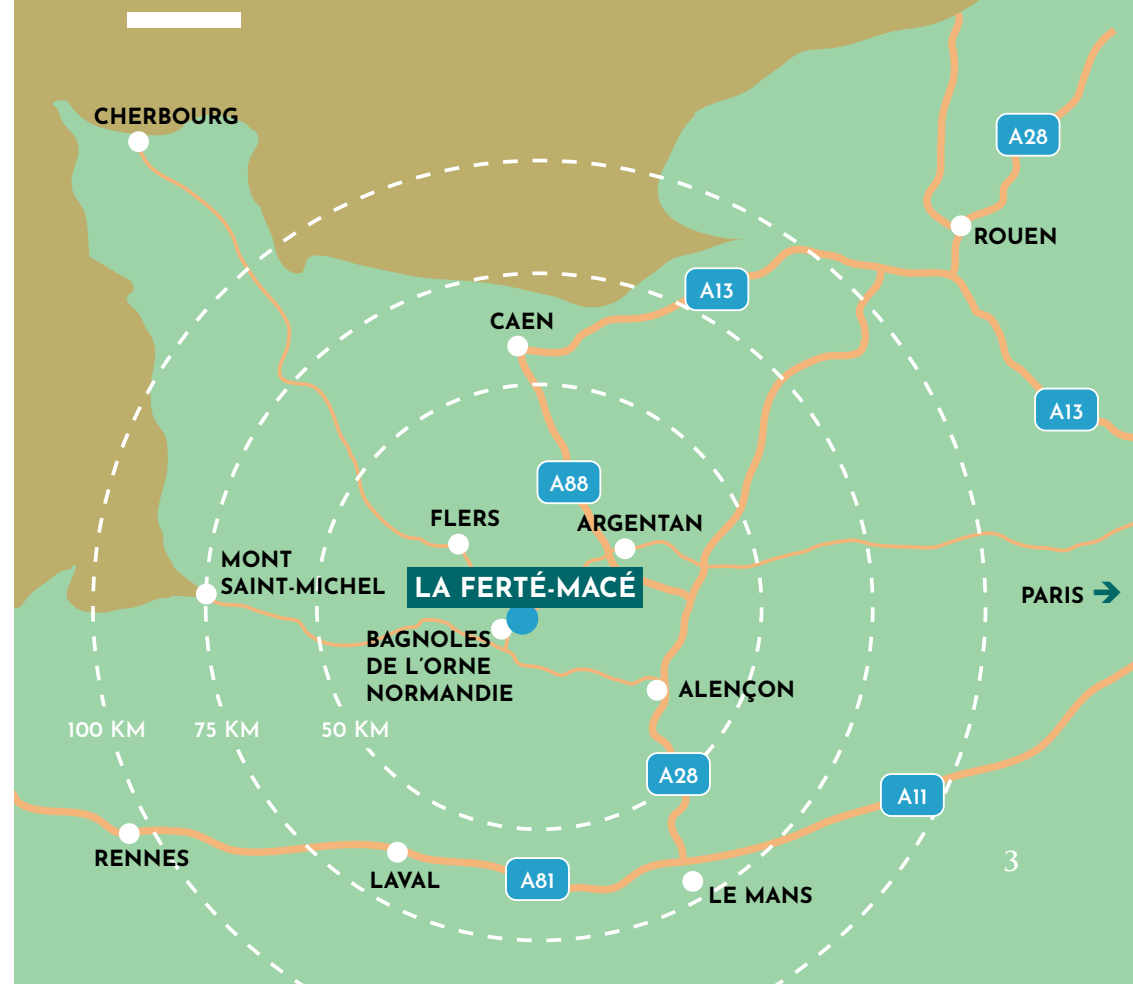 CHERBOURG
A28
ROUEN
A13
CAEN
A13
A88
FLERS
ARGENTAN
MONT
SAINT-MICHEL
LA FERTÉ-MACÉ
PARIS
BAGNOLES
DE L'ORNE
NORMANDIE
ALENÇON
100 KM
75 KM
50 KM
A28
A11
RENNES
LAVAL
A81
LE MANS
3